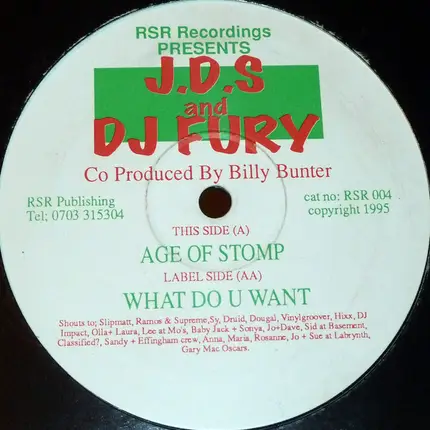 RSR Recordings
PRESENTS
J.D.S
and
DJ FURY
Co Produced By Billy Bunter
RSR Publishing
Tel; 0703 315304
cat no: RSR 004
copyright 1995
THIS SIDE (A)
AGE OF STOMP
LABEL SIDE (AA)
WHAT DO U WANT
Shouts to; Slipmatt, Ramos & Supreme,Sy, Druid, Dougal, Vinylgroover, Hixx, DJ
Impact, Olla+ Laura, Lee at Mo's, Baby Jack + Sonya, Jo+Dave, Sid at Basement,
Classified?, Sandy + Effingham crew, Anna, Maria, Rosanne, Jo + Sue at Labrynth,
Gary Mac Oscars.